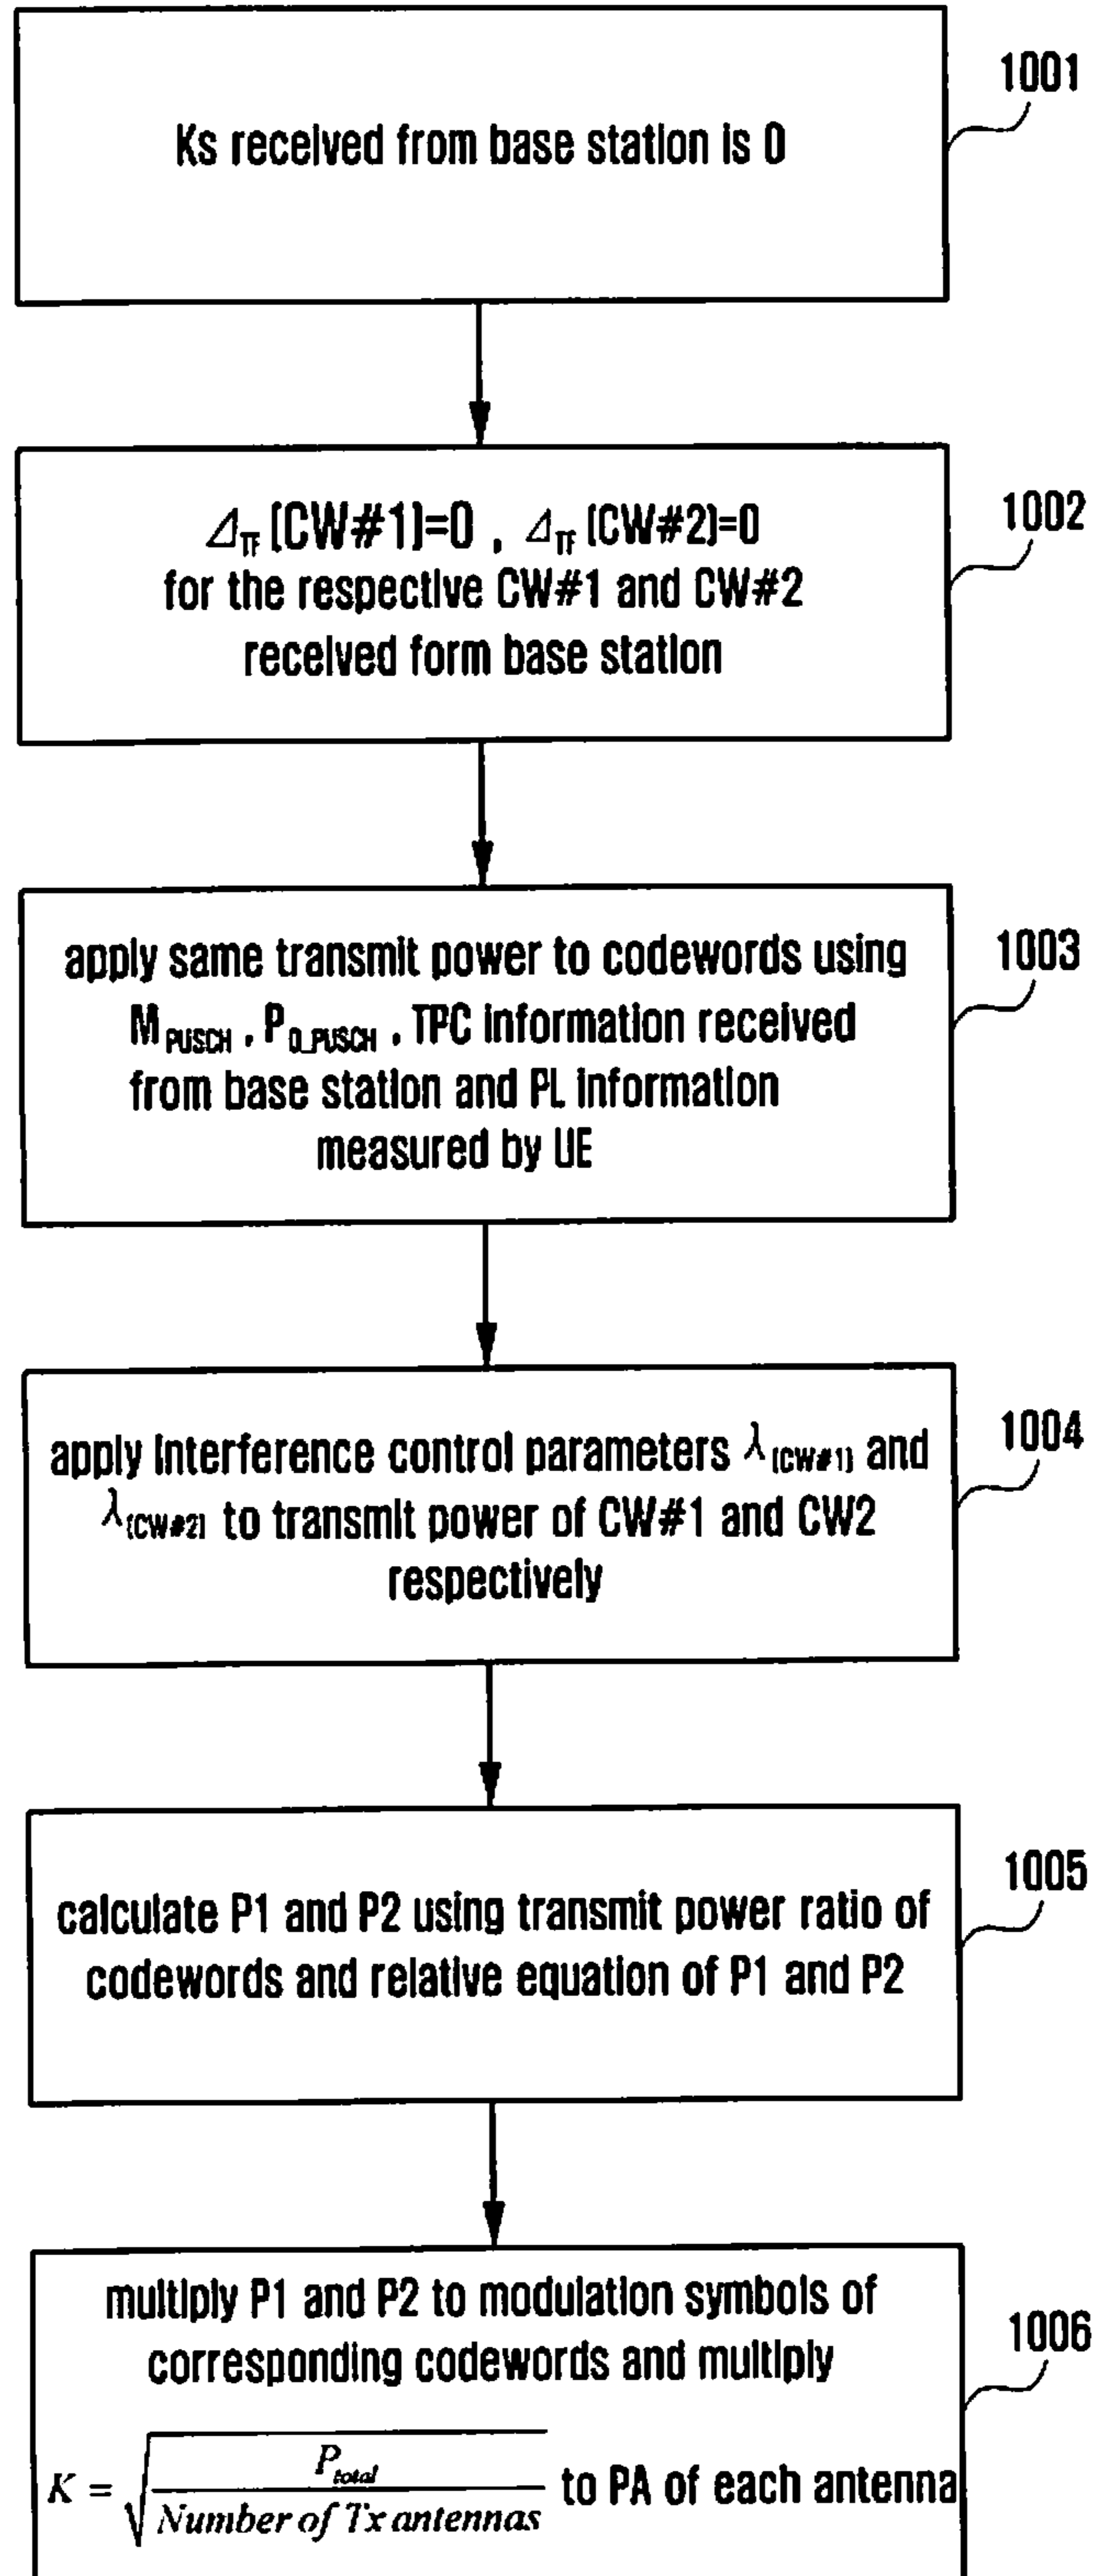 Ks received from base station is 0
1001
Δ_TF (CW#1)=0 , Δ_TF (CW#2)=0
for the respective CW#1 and CW#2
received form base station
1002
apply same transmit power to codewords using
M_PUSCH , P_O_PUSCH , TPC information received
from base station and PL information
measured by UE
1003
apply interference control parameters λ_(CW#1) and
λ_(CW#2) to transmit power of CW#1 and CW2
respectively
1004
calculate P1 and P2 using transmit power ratio of
codewords and relative equation of P1 and P2
1005
multiply P1 and P2 to modulation symbols of
corresponding codewords and multiply
K = √(P_total / Number of Tx antennas) to PA of each antenna
1006